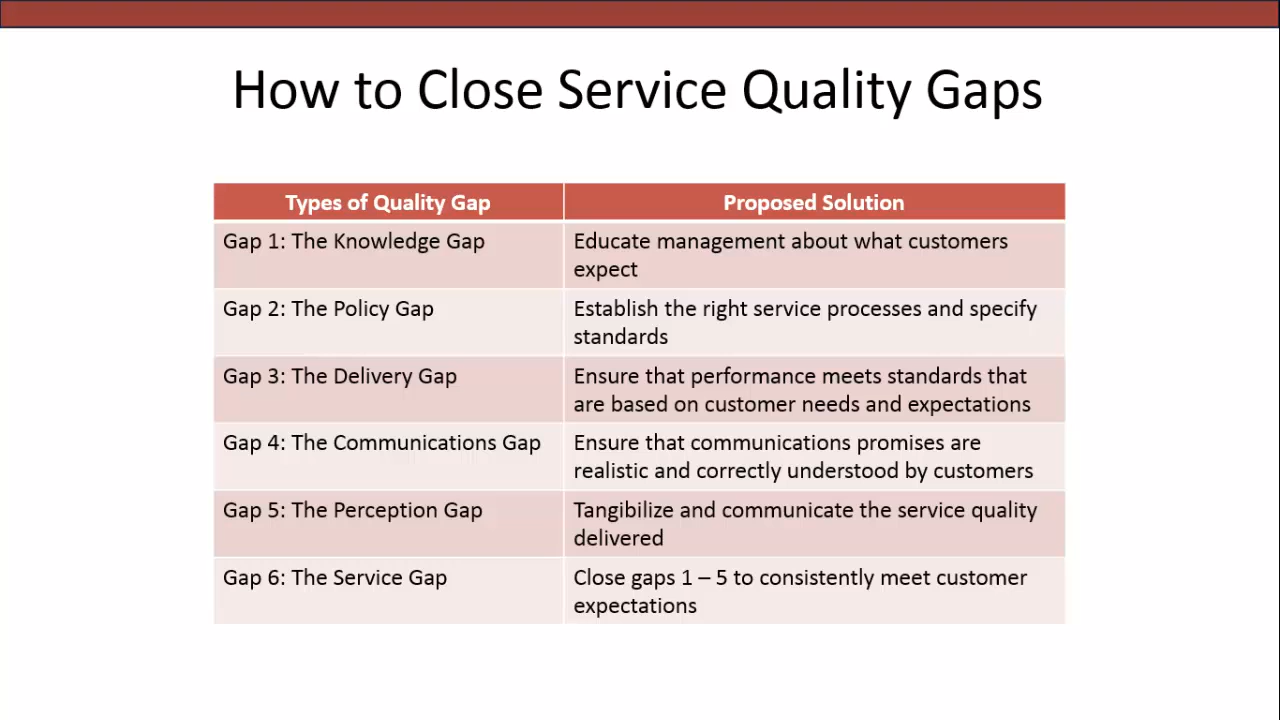 How to Close Service Quality Gaps
Types of Quality Gap
Proposed Solution
Gap 1: The Knowledge Gap
Educate management about what customers
expect
Gap 2: The Policy Gap
Establish the right service processes and specify
standards
Gap 3: The Delivery Gap
Ensure that performance meets standards that
are based on customer needs and expectations
Gap 4: The Communications Gap
Ensure that communications promises are
realistic and correctly understood by customers
Gap 5: The Perception Gap
Tangibilize and communicate the service quality
delivered
Gap 6: The Service Gap
Close gaps 1 – 5 to consistently meet customer
expectations